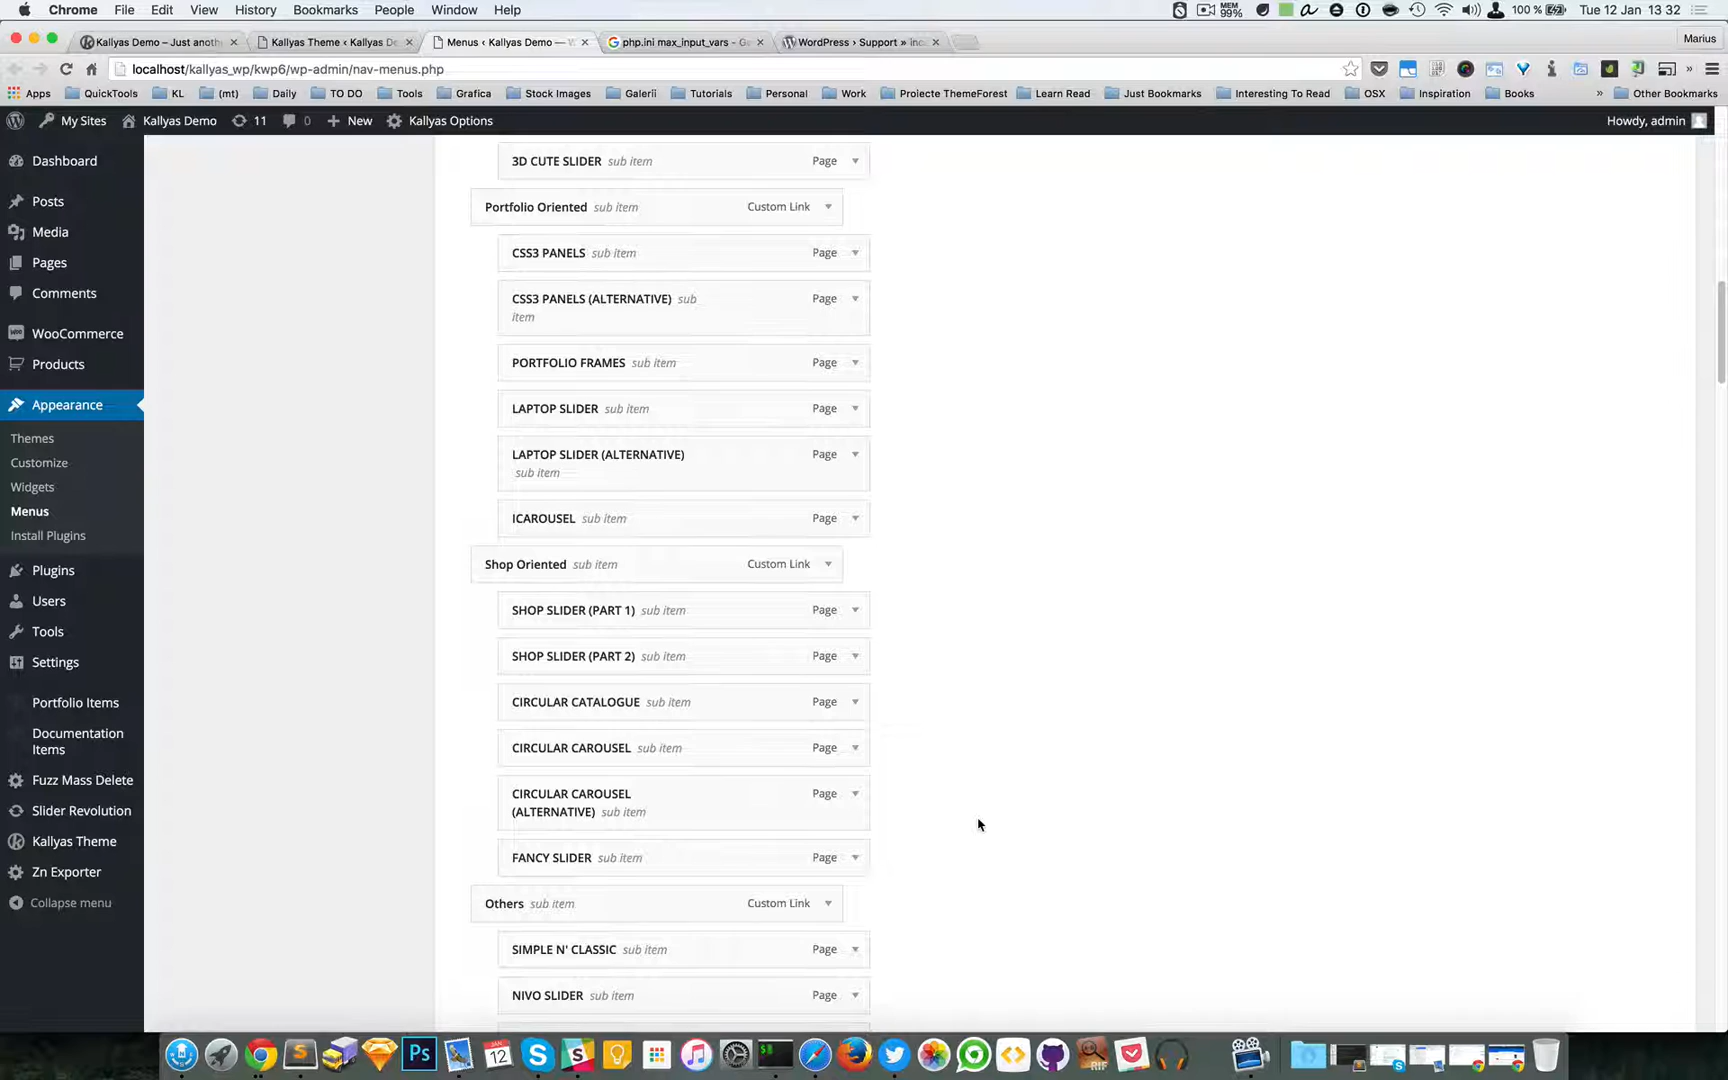 Chrome File Edit View History Bookmarks People Window Help MEM 99% 100 % Tue 12 Jan 13 32
Kallyas Demo – Just anoth Kallyas Theme ‹ Kallyas De Menus ‹ Kallyas Demo — php.ini max_input_vars - Go WordPress › Support » inc Marius
localhost/kallyas_wp/kwp6/wp-admin/nav-menus.php
Apps QuickTools KL (mt) Daily TO DO Tools Grafica Stock Images Galerii Tutorials Personal Work Proiecte ThemeForest Learn Read Just Bookmarks Interesting To Read OSX Inspiration Books » Other Bookmarks
My Sites Kallyas Demo 11 0 New Kallyas Options Howdy, admin
Dashboard
Posts
Media
Pages
Comments
WooCommerce
Products
Appearance
Themes
Customize
Widgets
Menus
Install Plugins
Plugins
Users
Tools
Settings
Portfolio Items
Documentation
Items
Fuzz Mass Delete
Slider Revolution
Kallyas Theme
Zn Exporter
Collapse menu
3D CUTE SLIDER sub item Page
Portfolio Oriented sub item Custom Link
CSS3 PANELS sub item Page
CSS3 PANELS (ALTERNATIVE) sub Page
item
PORTFOLIO FRAMES sub item Page
LAPTOP SLIDER sub item Page
LAPTOP SLIDER (ALTERNATIVE) Page
sub item
ICAROUSEL sub item Page
Shop Oriented sub item Custom Link
SHOP SLIDER (PART 1) sub item Page
SHOP SLIDER (PART 2) sub item Page
CIRCULAR CATALOGUE sub item Page
CIRCULAR CAROUSEL sub item Page
CIRCULAR CAROUSEL Page
(ALTERNATIVE) sub item
FANCY SLIDER sub item Page
Others sub item Custom Link
SIMPLE N' CLASSIC sub item Page
NIVO SLIDER sub item Page
Ps JAN 12 RIF